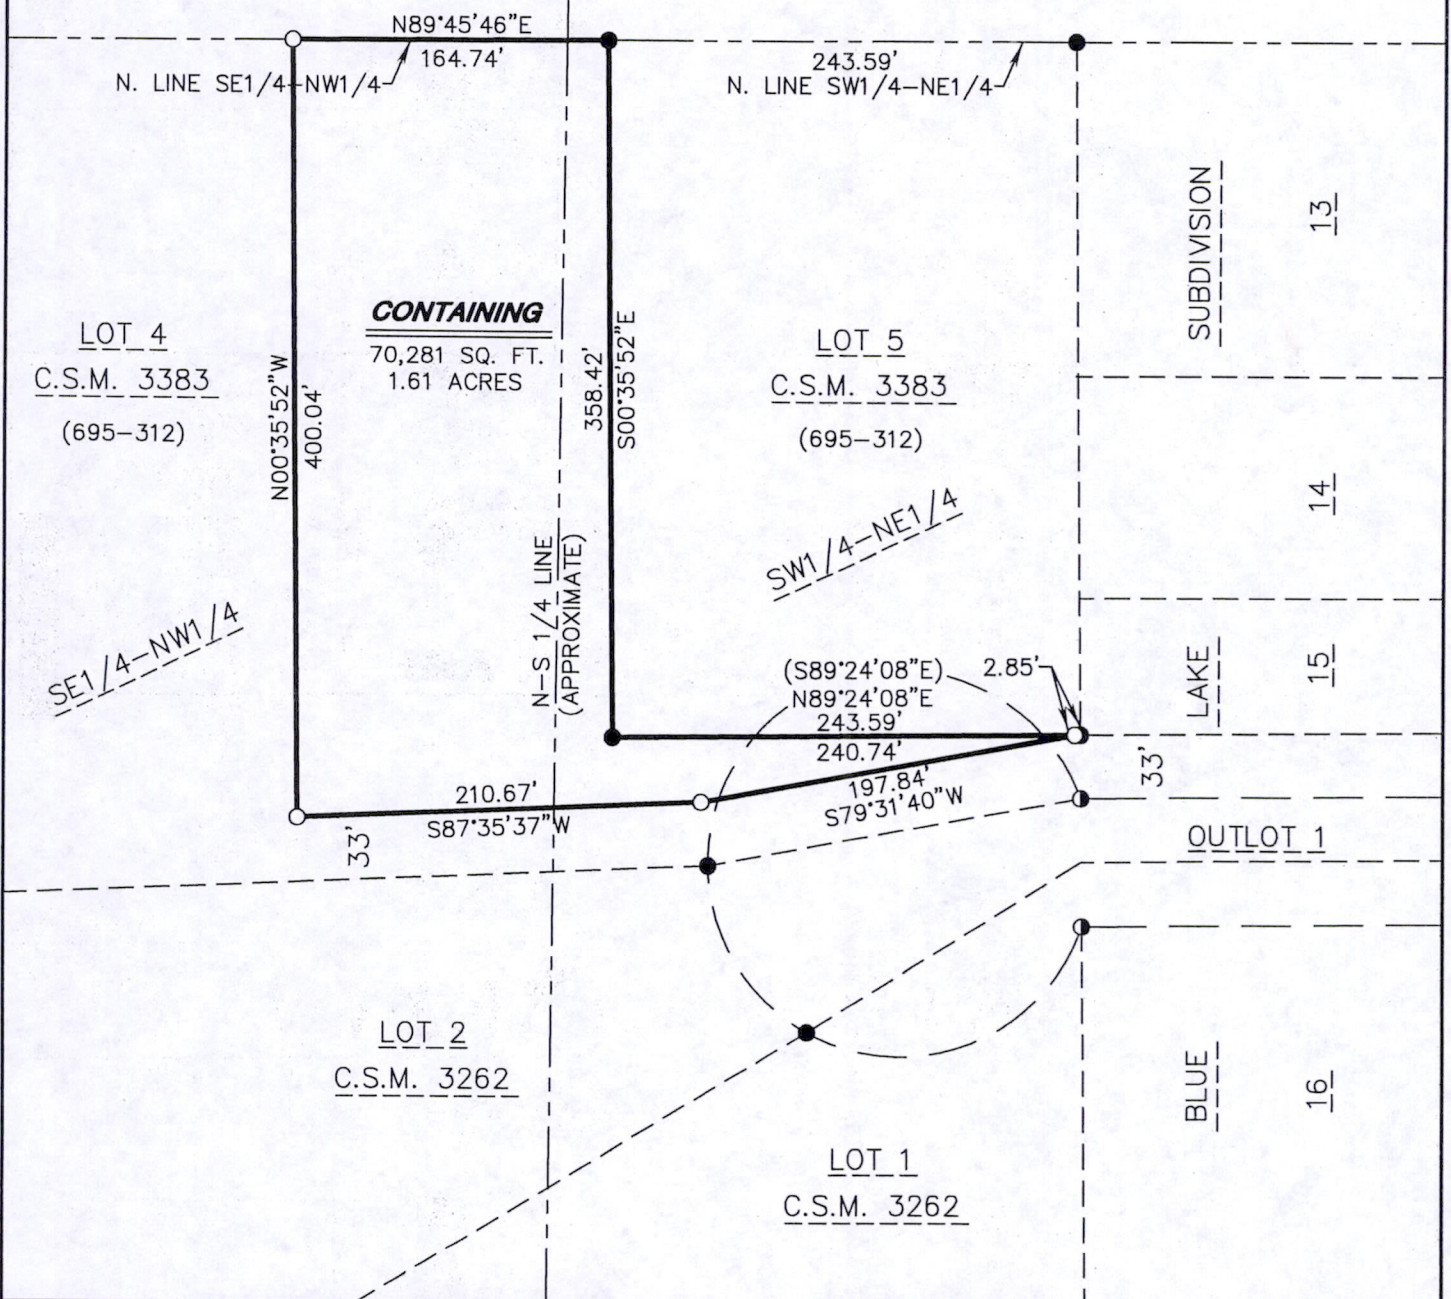 N89°45'46"E
164.74'
N. LINE SE1/4-NW1/4
243.59'
N. LINE SW1/4-NE1/4
SUBDIVISION
13
CONTAINING
70,281 SQ. FT.
1.61 ACRES
LOT 4
C.S.M. 3383
(695-312)
N00°35'52"W
400.04'
358.42'
S00°35'52"E
LOT 5
C.S.M. 3383
(695-312)
14
SW1/4-NE1/4
N-S 1/4 LINE
(APPROXIMATE)
SE1/4-NW1/4
(S89°24'08"E)
N89°24'08"E
243.59'
240.74'
2.85'
LAKE
15
197.84'
S79°31'40"W
33'
210.67'
S87°35'37"W
33'
OUTLOT 1
LOT 2
C.S.M. 3262
BLUE
16
LOT 1
C.S.M. 3262